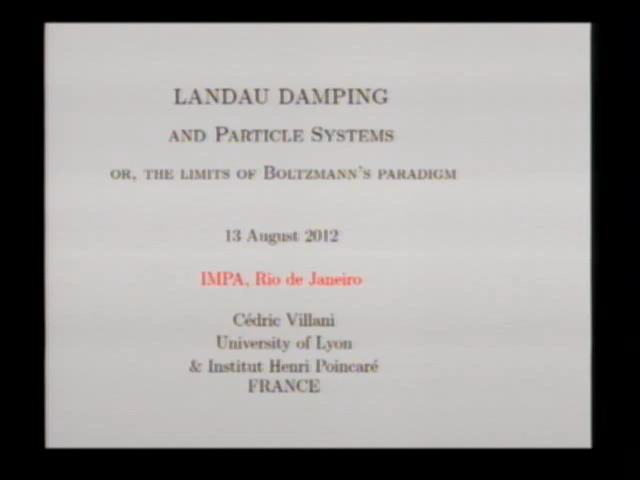 LANDAU DAMPING
AND PARTICLE SYSTEMS
OR, THE LIMITS OF BOLTZMANN'S PARADIGM
13 August 2012
IMPA, Rio de Janeiro
Cédric Villani
University of Lyon
& Institut Henri Poincaré
FRANCE